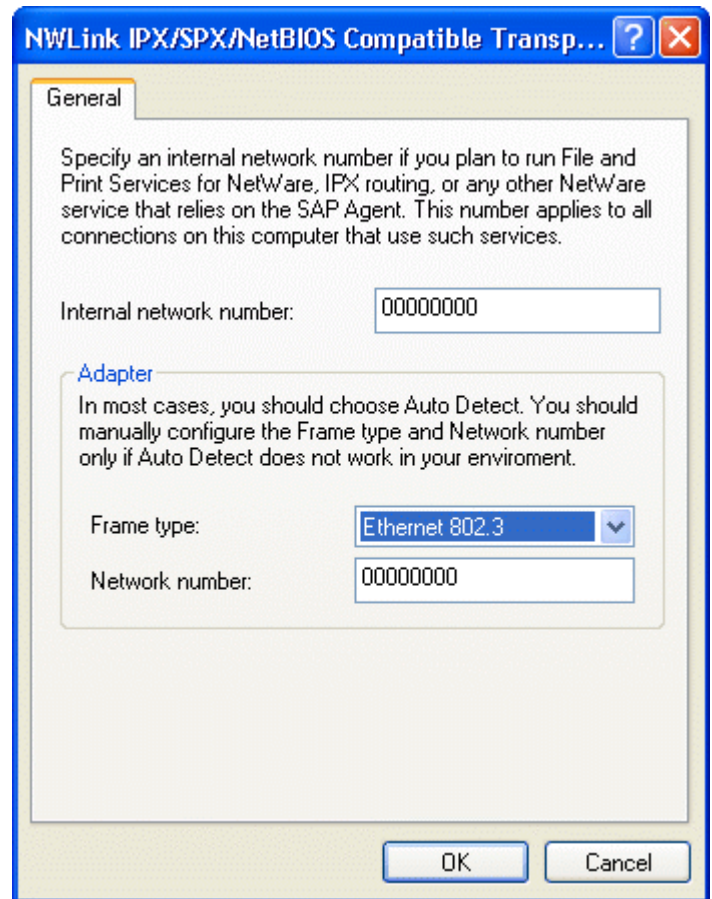 NWLink IPX/SPX/NetBIOS Compatible Transp...
General
Specify an internal network number if you plan to run File and
Print Services for NetWare, IPX routing, or any other NetWare
service that relies on the SAP Agent. This number applies to all
connections on this computer that use such services.
Internal network number: 00000000
Adapter
In most cases, you should choose Auto Detect. You should
manually configure the Frame type and Network number
only if Auto Detect does not work in your enviroment.
Frame type: Ethernet 802.3
Network number: 00000000
OK Cancel